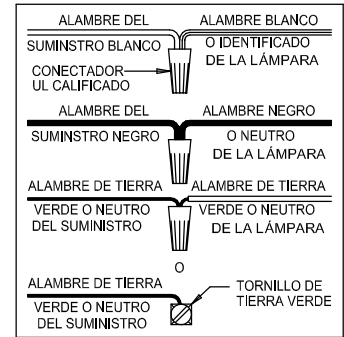 ALAMBRE DEL
SUMINSTRO BLANCO
ALAMBRE BLANCO
O IDENTIFICADO
DE LA LÁMPARA
CONECTADOR
UL CALIFICADO
ALAMBRE DEL
SUMINSTRO NEGRO
ALAMBRE NEGRO
O NEUTRO
DE LA LÁMPARA
ALAMBRE DE TIERRA
VERDE O NEUTRO
DEL SUMINISTRO
ALAMBRE DE TIERRA
VERDE O NEUTRO
DE LA LÁMPARA
O
ALAMBRE DE TIERRA
VERDE O NEUTRO
DEL SUMINISTRO
TORNILLO DE
TIERRA VERDE